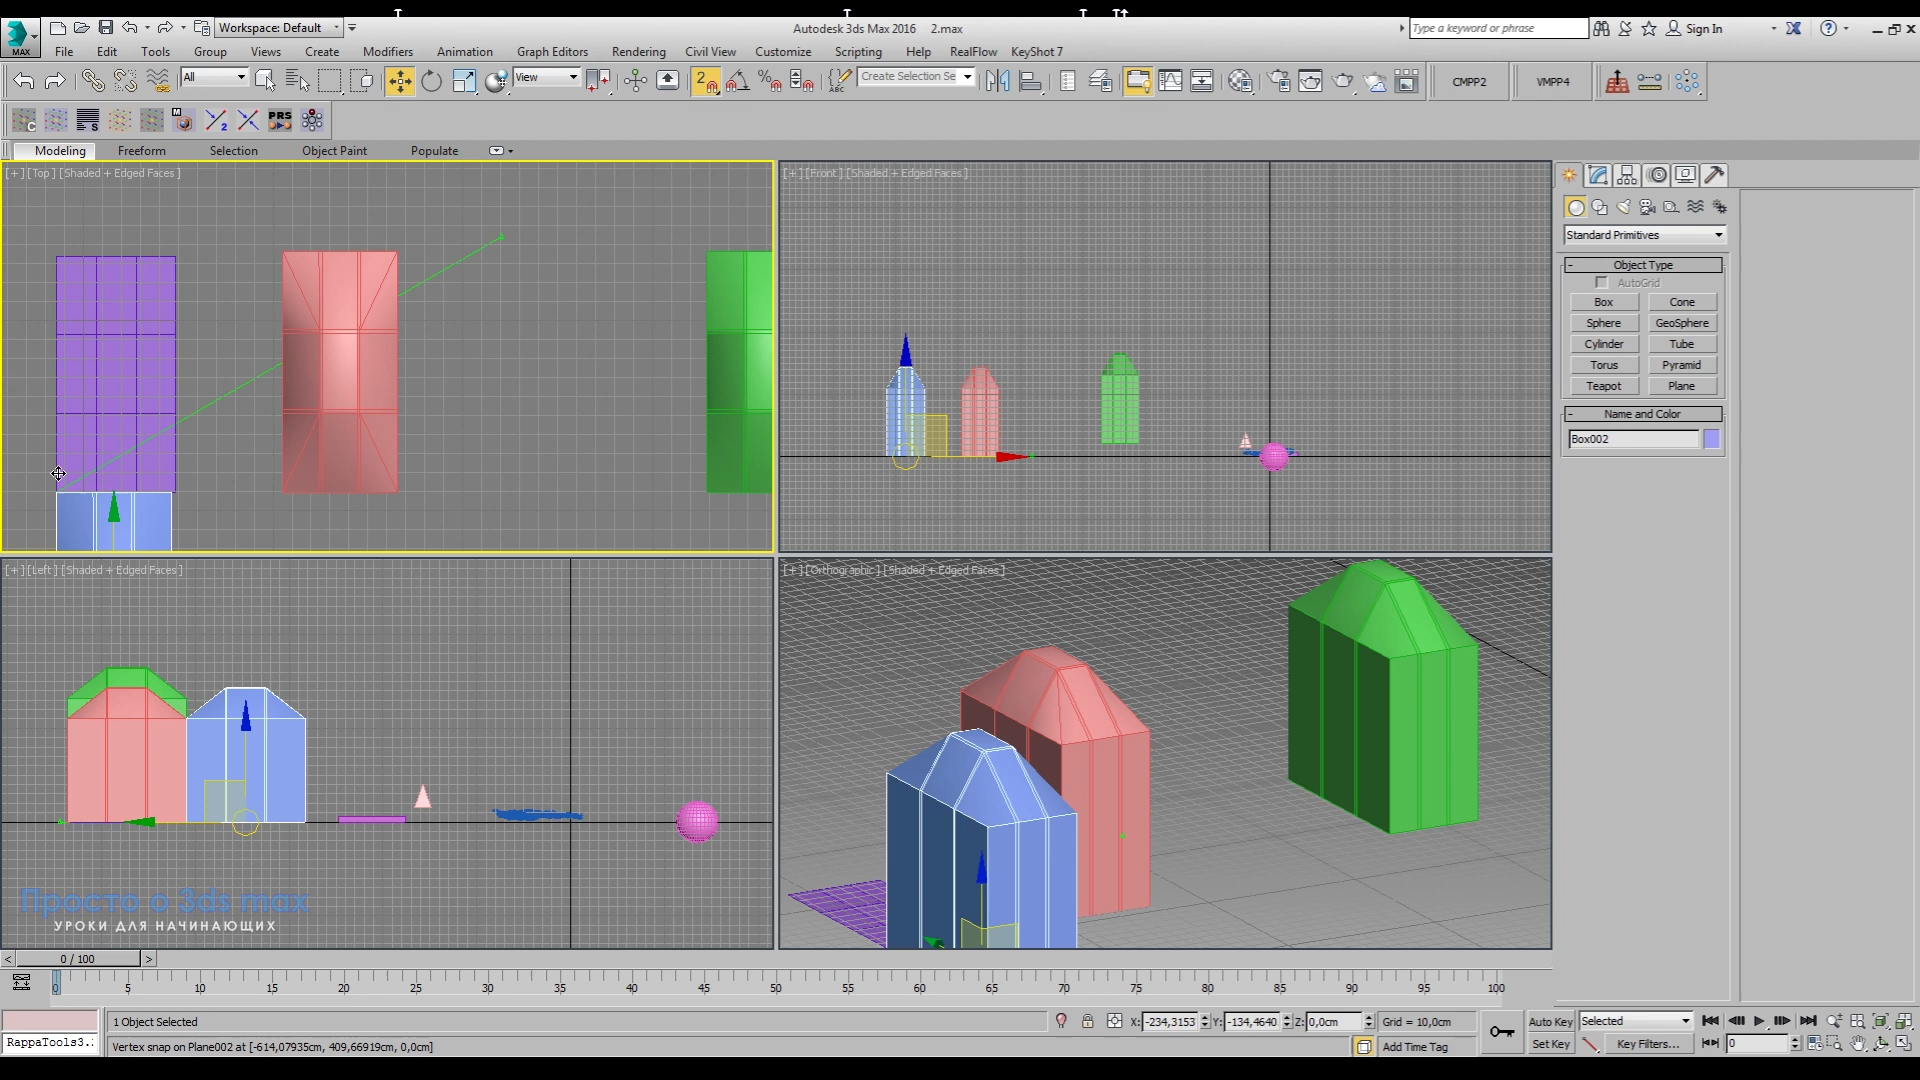 MAX
Workspace: Default
Autodesk 3ds Max 2016 2.max
Type a keyword or phrase
Sign In
File Edit Tools Group Views Create Modifiers Animation Graph Editors Rendering Civil View Customize Scripting Help RealFlow KeyShot 7
All
View
2
%
ABC
Create Selection Se
CMPP2
VMPP4
C
S
M
2
PRS
Modeling Freeform Selection Object Paint Populate
[+][Top][Shaded + Edged Faces]
[+][Front][Shaded + Edged Faces]
Standard Primitives
- Object Type
AutoGrid
Box Cone
Sphere GeoSphere
Cylinder Tube
Torus Pyramid
Teapot Plane
- Name and Color
Box002
[+][Left][Shaded + Edged Faces]
[+][Orthographic][Shaded + Edged Faces]
Просто о 3ds max
УРОКИ ДЛЯ НАЧИНАЮЩИХ
< 0 / 100 >
0 5 10 15 20 25 30 35 40 45 50 55 60 65 70 75 80 85 90 95 100
1 Object Selected
X: -234,3153 Y: -134,4640 Z: 0,0cm Grid = 10,0cm
Auto Key Selected
RappaTools3.
Vertex snap on Plane002 at [-614,07935cm, 409,66919cm, 0,0cm]
Add Time Tag
Set Key Key Filters... 0